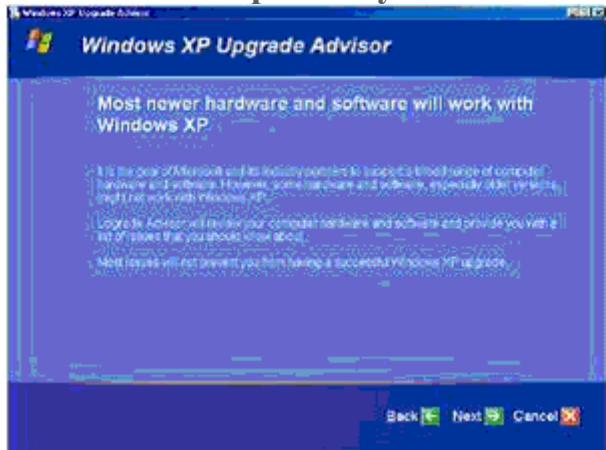 Windows XP Upgrade Advisor
Windows XP Upgrade Advisor
Most newer hardware and software will work with
Windows XP
It is the goal of Microsoft and its industry partners to support a broad range of computer
hardware and software. However, some hardware and software, especially older versions,
might not work with Windows XP.
Upgrade Advisor will review your computer hardware and software and provide you with a
list of issues that you should know about.
Most issues will not prevent you from having a successful Windows XP upgrade.
Back Next Cancel